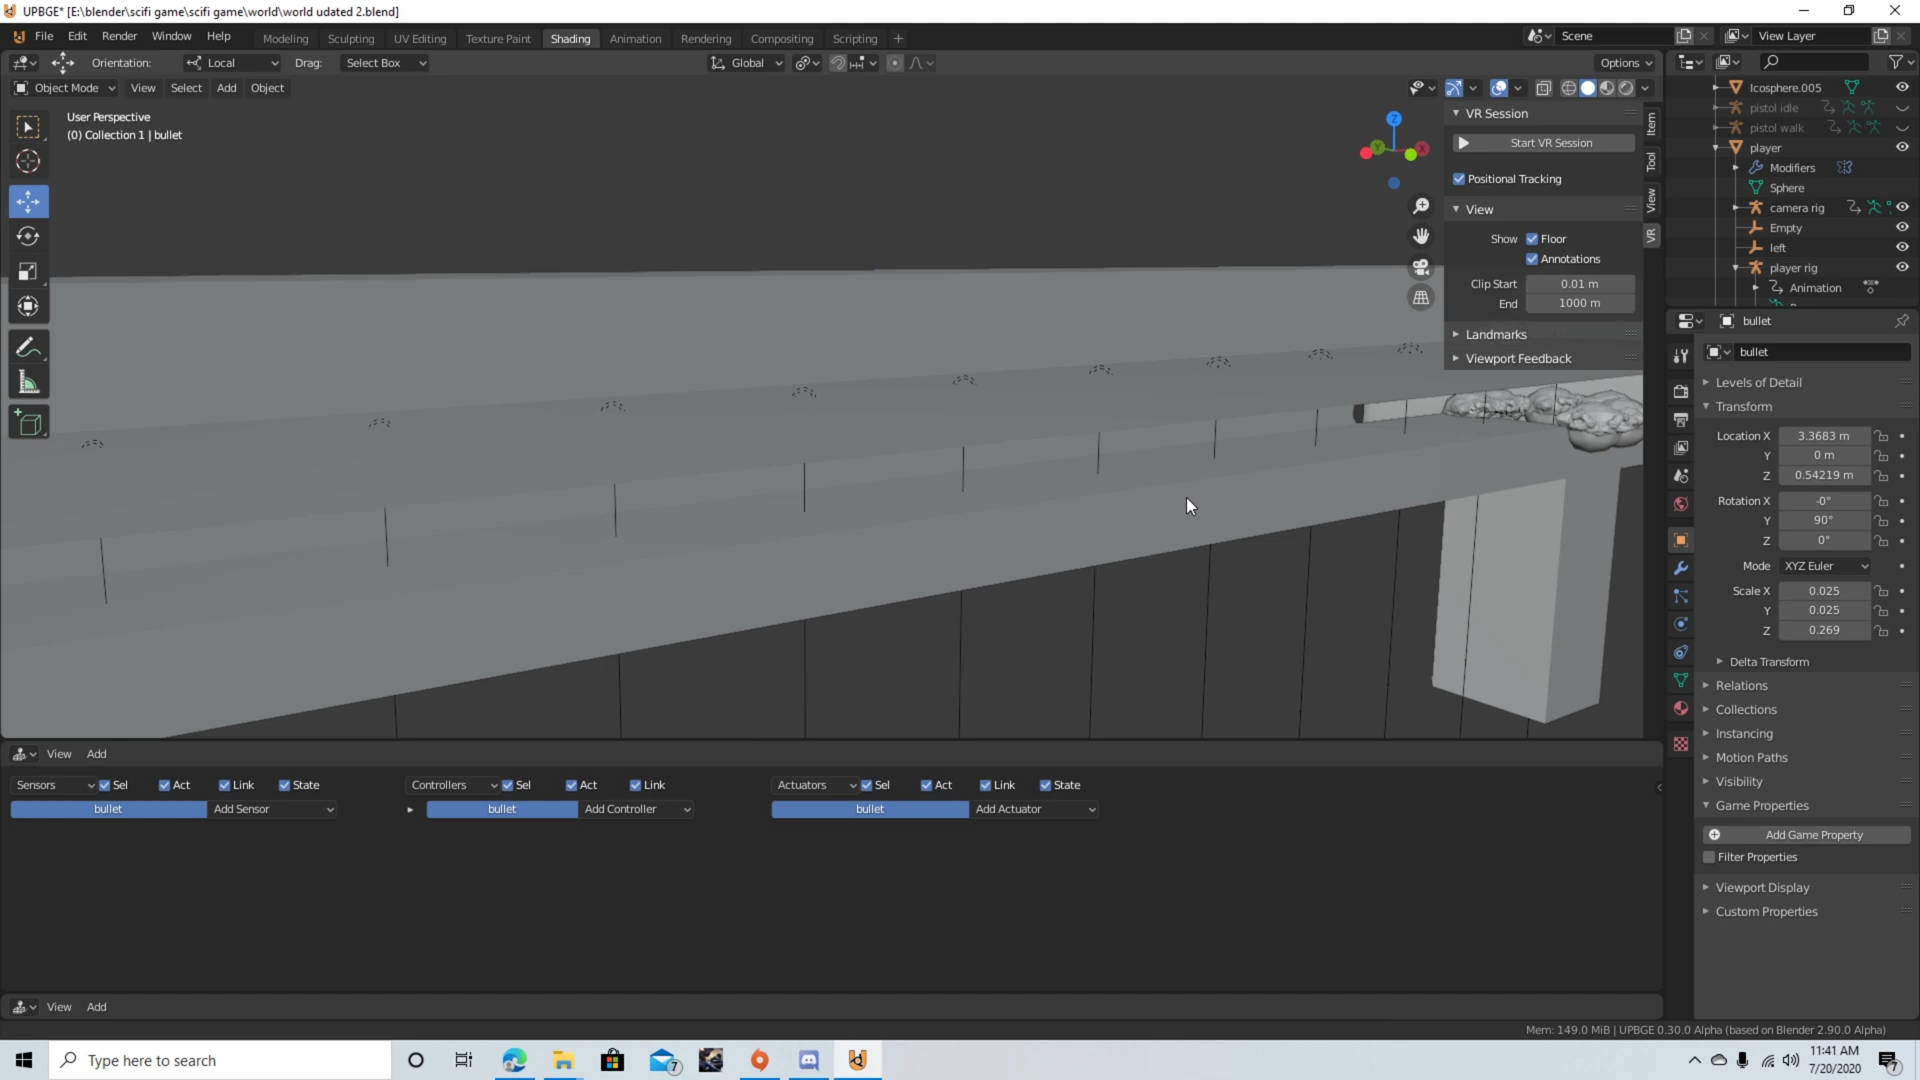 UPBGE* [E:\blender\scifi game\scifi game\world\world udated 2.blend]
File Edit Render Window Help Modeling Sculpting UV Editing Texture Paint Shading Animation Rendering Compositing Scripting + Scene View Layer
Orientation: Local Drag: Select Box Global Options
Object Mode View Select Add Object
User Perspective
(0) Collection 1 | bullet
Z
Y
X
VR Session
Start VR Session
Positional Tracking
View
Show Floor
Annotations
Clip Start 0.01 m
End 1000 m
Landmarks
Viewport Feedback
Item
Tool
View
VR
Icosphere.005
pistol idle
pistol walk
player
Modifiers
Sphere
camera rig
Empty
left
player rig
Animation
bullet
bullet
Levels of Detail
Transform
Location X 3.3683 m
Y 0 m
Z 0.54219 m
Rotation X -0°
Y 90°
Z 0°
Mode XYZ Euler
Scale X 0.025
Y 0.025
Z 0.269
Delta Transform
Relations
Collections
Instancing
Motion Paths
Visibility
Game Properties
Add Game Property
Filter Properties
Viewport Display
Custom Properties
View Add
Sensors Sel Act Link State Controllers Sel Act Link Actuators Sel Act Link State
bullet Add Sensor bullet Add Controller bullet Add Actuator
View Add
Mem: 149.0 MiB | UPBGE 0.30.0 Alpha (based on Blender 2.90.0 Alpha)
Type here to search
7
11:41 AM
7/20/2020
7